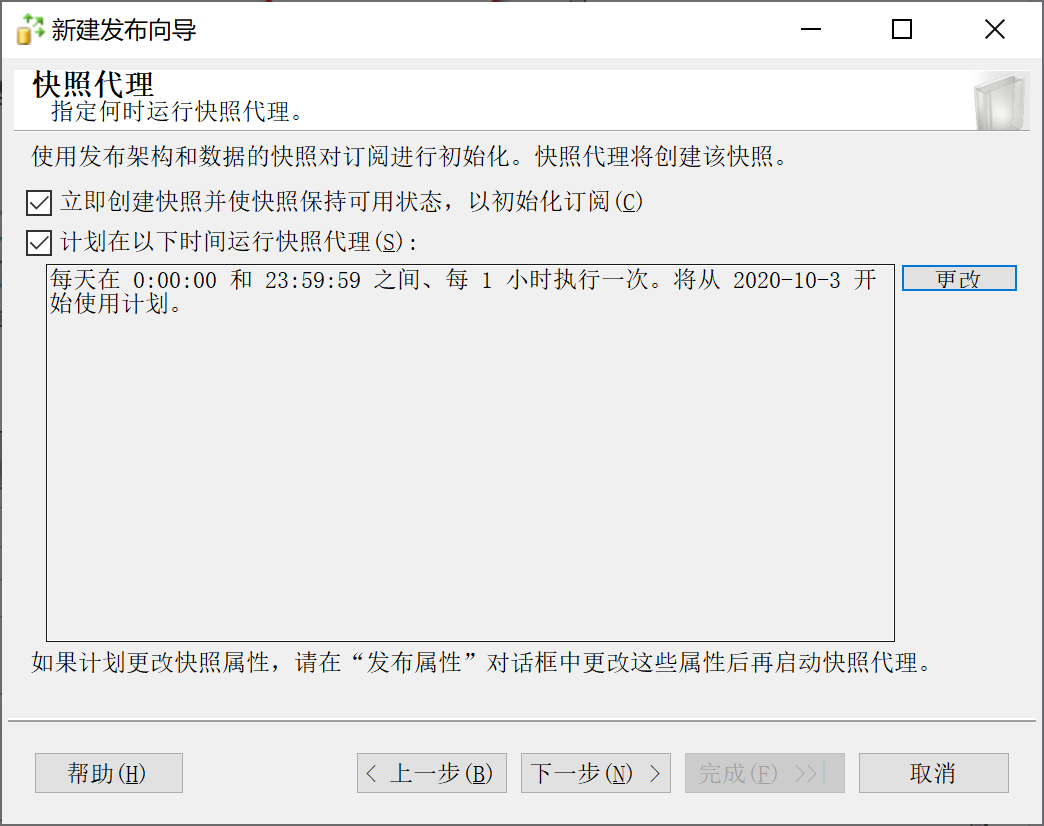 新建发布向导
快照代理
指定何时运行快照代理。
使用发布架构和数据的快照对订阅进行初始化。快照代理将创建该快照。
立即创建快照并使快照保持可用状态，以初始化订阅(C)
计划在以下时间运行快照代理(S):
每天在 0:00:00 和 23:59:59 之间、每 1 小时执行一次。将从 2020-10-3 开
始使用计划。
更改
如果计划更改快照属性，请在“发布属性”对话框中更改这些属性后再启动快照代理。
帮助(H)
< 上一步(B)
下一步(N) >
完成(F) >>|
取消